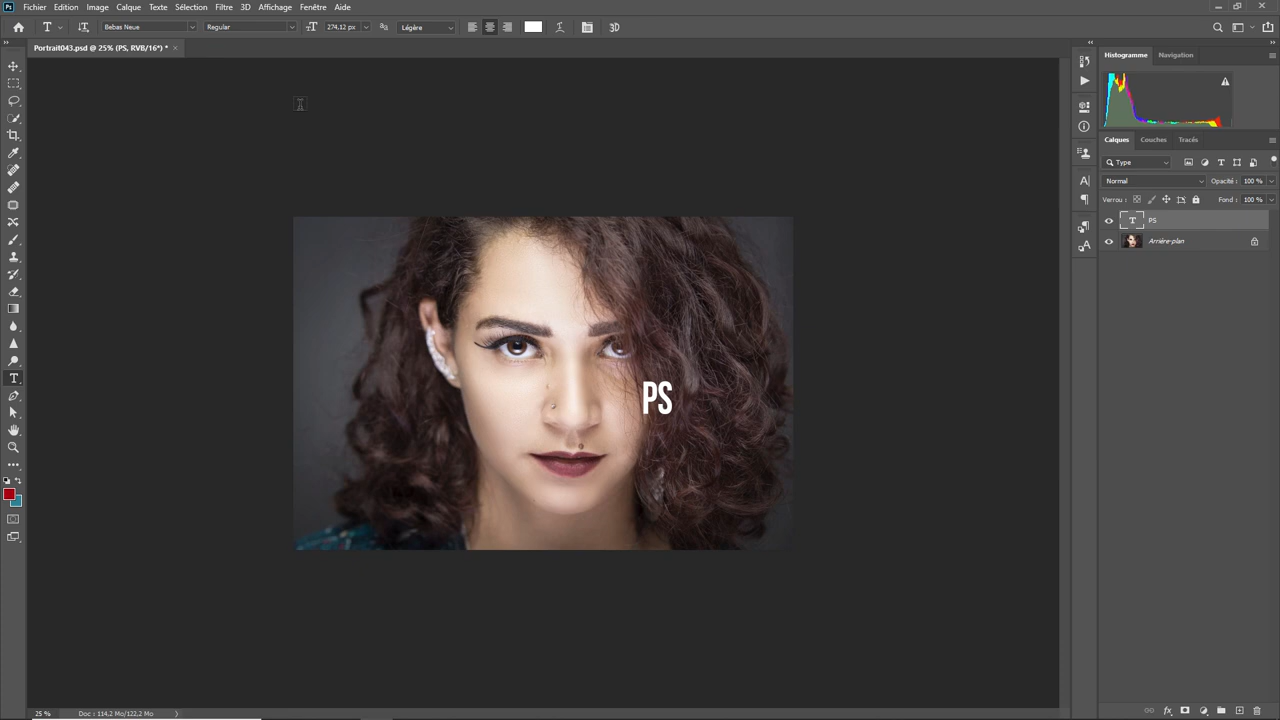 Ps Fichier Edition Image Calque Texte Sélection Filtre 3D Affichage Fenêtre Aide
T Bebas Neue Regular 274,12 px aa Légère 3D
Portrait043.psd @ 25% (PS, RVB/16*) * ×
Histogramme Navigation
Calques Couches Tracés
Type
Normal Opacité : 100 %
Verrou : Fond : 100 %
T PS
Arrière-plan
PS
25 % Doc : 114,2 Mo/122,2 Mo